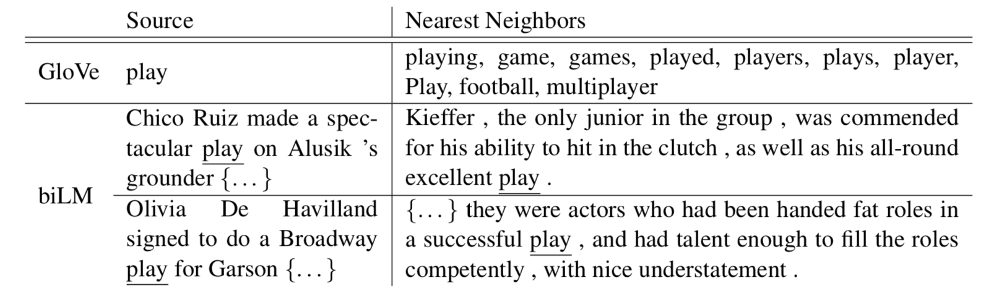 Source Nearest Neighbors
GloVe play playing, game, games, played, players, plays, player,
Play, football, multiplayer
biLM
Chico Ruiz made a spec-
tacular play on Alusik 's
grounder {...}
Kieffer , the only junior in the group , was commended
for his ability to hit in the clutch , as well as his all-round
excellent play .
Olivia De Havilland
signed to do a Broadway
play for Garson {...}
{...} they were actors who had been handed fat roles in
a successful play , and had talent enough to fill the roles
competently , with nice understatement .